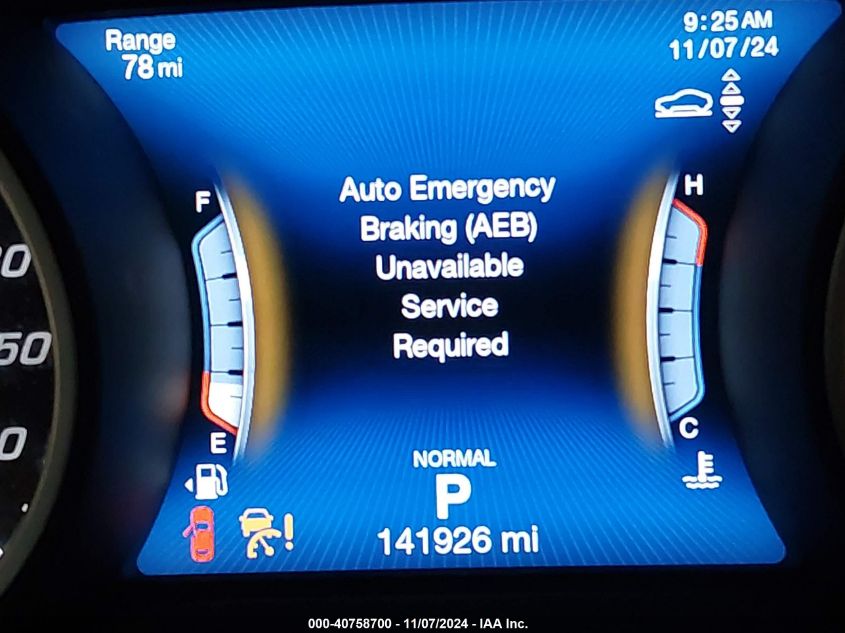 Range
78 mi
9:25 AM
11/07/24
F
H
Auto Emergency
Braking (AEB)
Unavailable
Service
Required
50
E
C
NORMAL
P
141926 mi
000-40758700 - 11/07/2024 - IAA Inc.